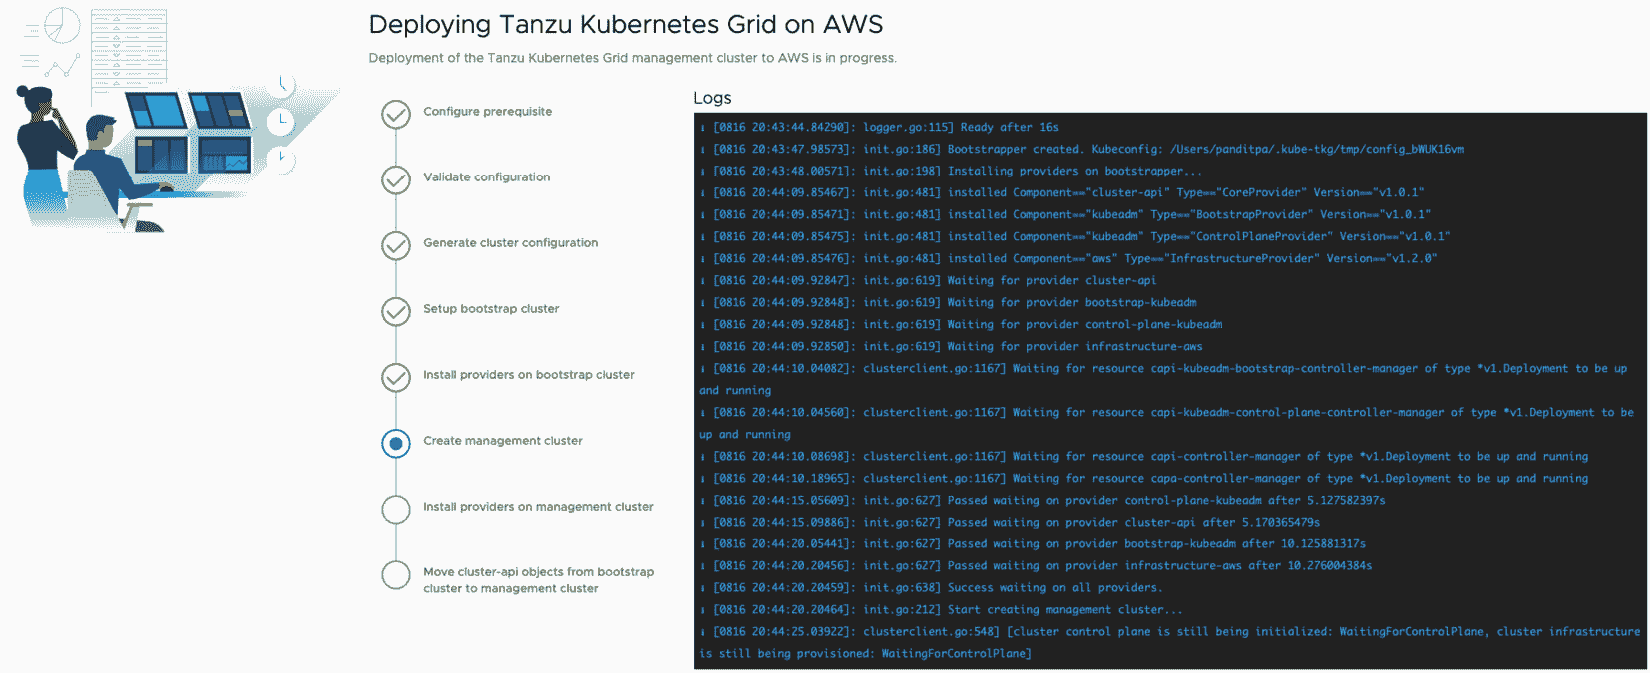 Deploying Tanzu Kubernetes Grid on AWS
Deployment of the Tanzu Kubernetes Grid management cluster to AWS is in progress.
Configure prerequisite
Validate configuration
Generate cluster configuration
Setup bootstrap cluster
Install providers on bootstrap cluster
Create management cluster
Install providers on management cluster
Move cluster-api objects from bootstrap
cluster to management cluster
Logs
i [0816 20:43:44.84290]: logger.go:115] Ready after 16s
i [0816 20:43:47.98573]: init.go:186] Bootstrapper created. Kubeconfig: /Users/panditpa/.kube-tkg/tmp/config_bWUK16vm
i [0816 20:43:48.00571]: init.go:198] Installing providers on bootstrapper...
i [0816 20:44:09.85467]: init.go:481] installed Component=="cluster-api" Type=="CoreProvider" Version=="v1.0.1"
i [0816 20:44:09.85471]: init.go:481] installed Component=="kubeadm" Type=="BootstrapProvider" Version=="v1.0.1"
i [0816 20:44:09.85475]: init.go:481] installed Component=="kubeadm" Type=="ControlPlaneProvider" Version=="v1.0.1"
i [0816 20:44:09.85476]: init.go:481] installed Component=="aws" Type=="InfrastructureProvider" Version=="v1.2.0"
i [0816 20:44:09.92847]: init.go:619] Waiting for provider cluster-api
i [0816 20:44:09.92848]: init.go:619] Waiting for provider bootstrap-kubeadm
i [0816 20:44:09.92848]: init.go:619] Waiting for provider control-plane-kubeadm
i [0816 20:44:09.92850]: init.go:619] Waiting for provider infrastructure-aws
i [0816 20:44:10.04082]: clusterclient.go:1167] Waiting for resource capi-kubeadm-bootstrap-controller-manager of type *v1.Deployment to be up
and running
i [0816 20:44:10.04560]: clusterclient.go:1167] Waiting for resource capi-kubeadm-control-plane-controller-manager of type *v1.Deployment to be
up and running
i [0816 20:44:10.08698]: clusterclient.go:1167] Waiting for resource capi-controller-manager of type *v1.Deployment to be up and running
i [0816 20:44:10.18965]: clusterclient.go:1167] Waiting for resource capa-controller-manager of type *v1.Deployment to be up and running
i [0816 20:44:15.05609]: init.go:627] Passed waiting on provider control-plane-kubeadm after 5.127582397s
i [0816 20:44:15.09886]: init.go:627] Passed waiting on provider cluster-api after 5.170365479s
i [0816 20:44:20.05441]: init.go:627] Passed waiting on provider bootstrap-kubeadm after 10.125881317s
i [0816 20:44:20.20456]: init.go:627] Passed waiting on provider infrastructure-aws after 10.276004384s
i [0816 20:44:20.20459]: init.go:638] Success waiting on all providers.
i [0816 20:44:20.20464]: init.go:212] Start creating management cluster...
i [0816 20:44:25.03922]: clusterclient.go:548] [cluster control plane is still being initialized: WaitingForControlPlane, cluster infrastructure
is still being provisioned: WaitingForControlPlane]